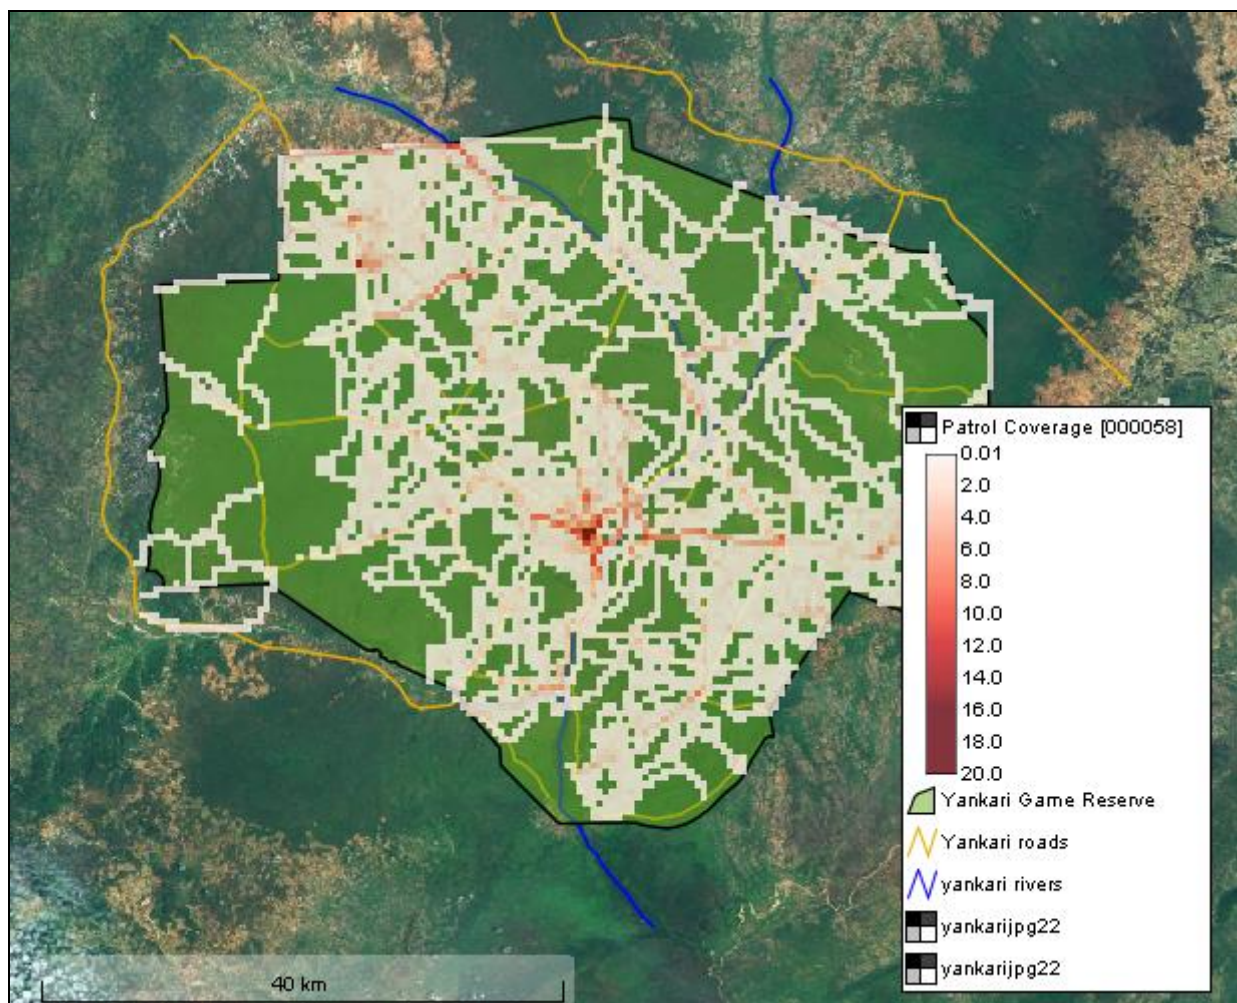 Patrol Coverage [000058]
0.01
2.0
4.0
6.0
8.0
10.0
12.0
14.0
16.0
18.0
20.0
Yankari Game Reserve
Yankari roads
yankari rivers
yankarijpg22
yankarijpg22
40 km